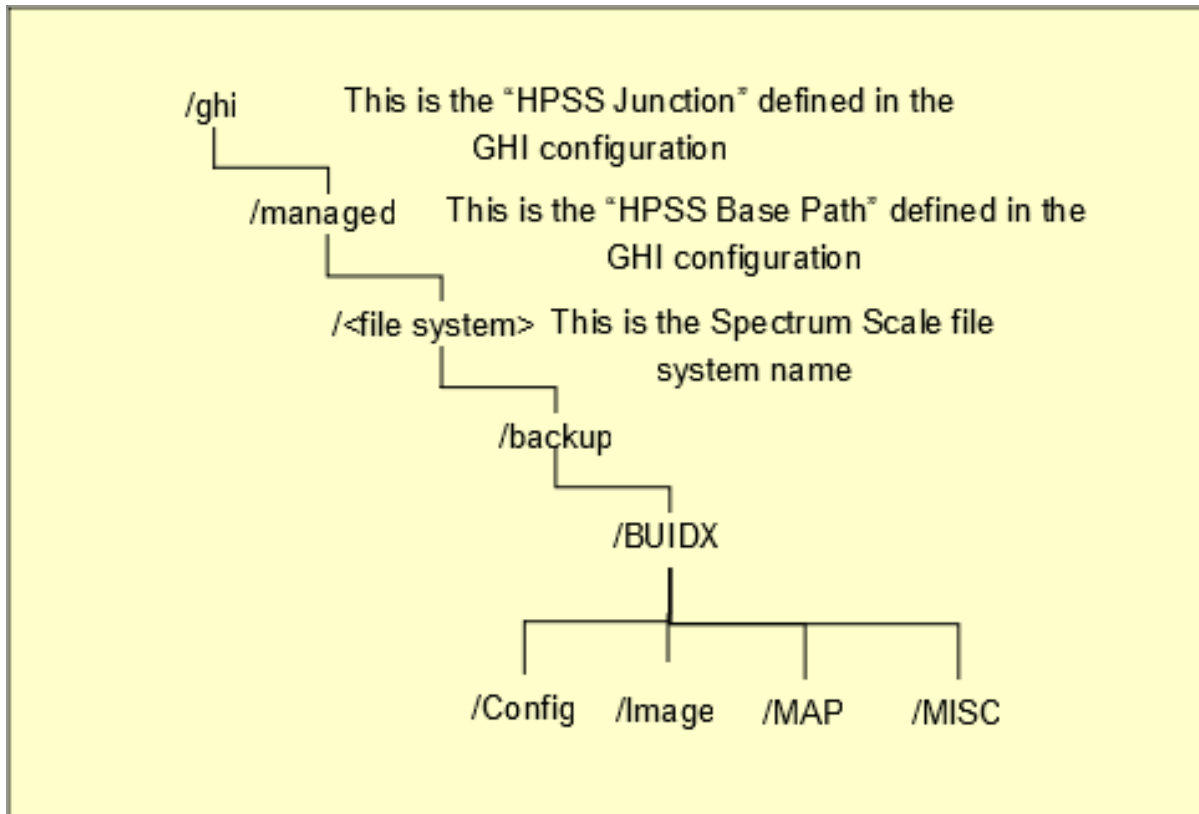 /ghi This is the “HPSS Junction” defined in the
GHI configuration
/managed This is the “HPSS Base Path” defined in the
GHI configuration
/<file system> This is the Spectrum Scale file
system name
/backup
/BUIDX
/Config /Image /MAP /MISC